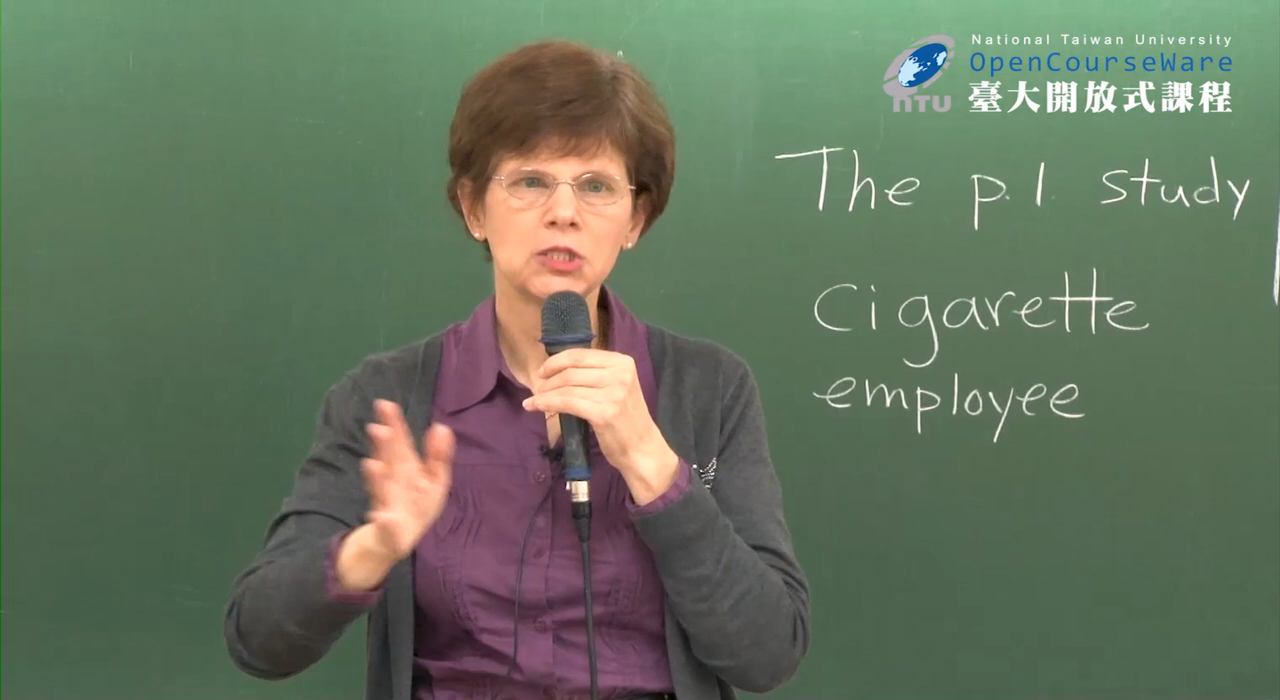 National Taiwan University
OpenCourseWare
NTU 臺大開放式課程
The p.1. study
cigarette
employee